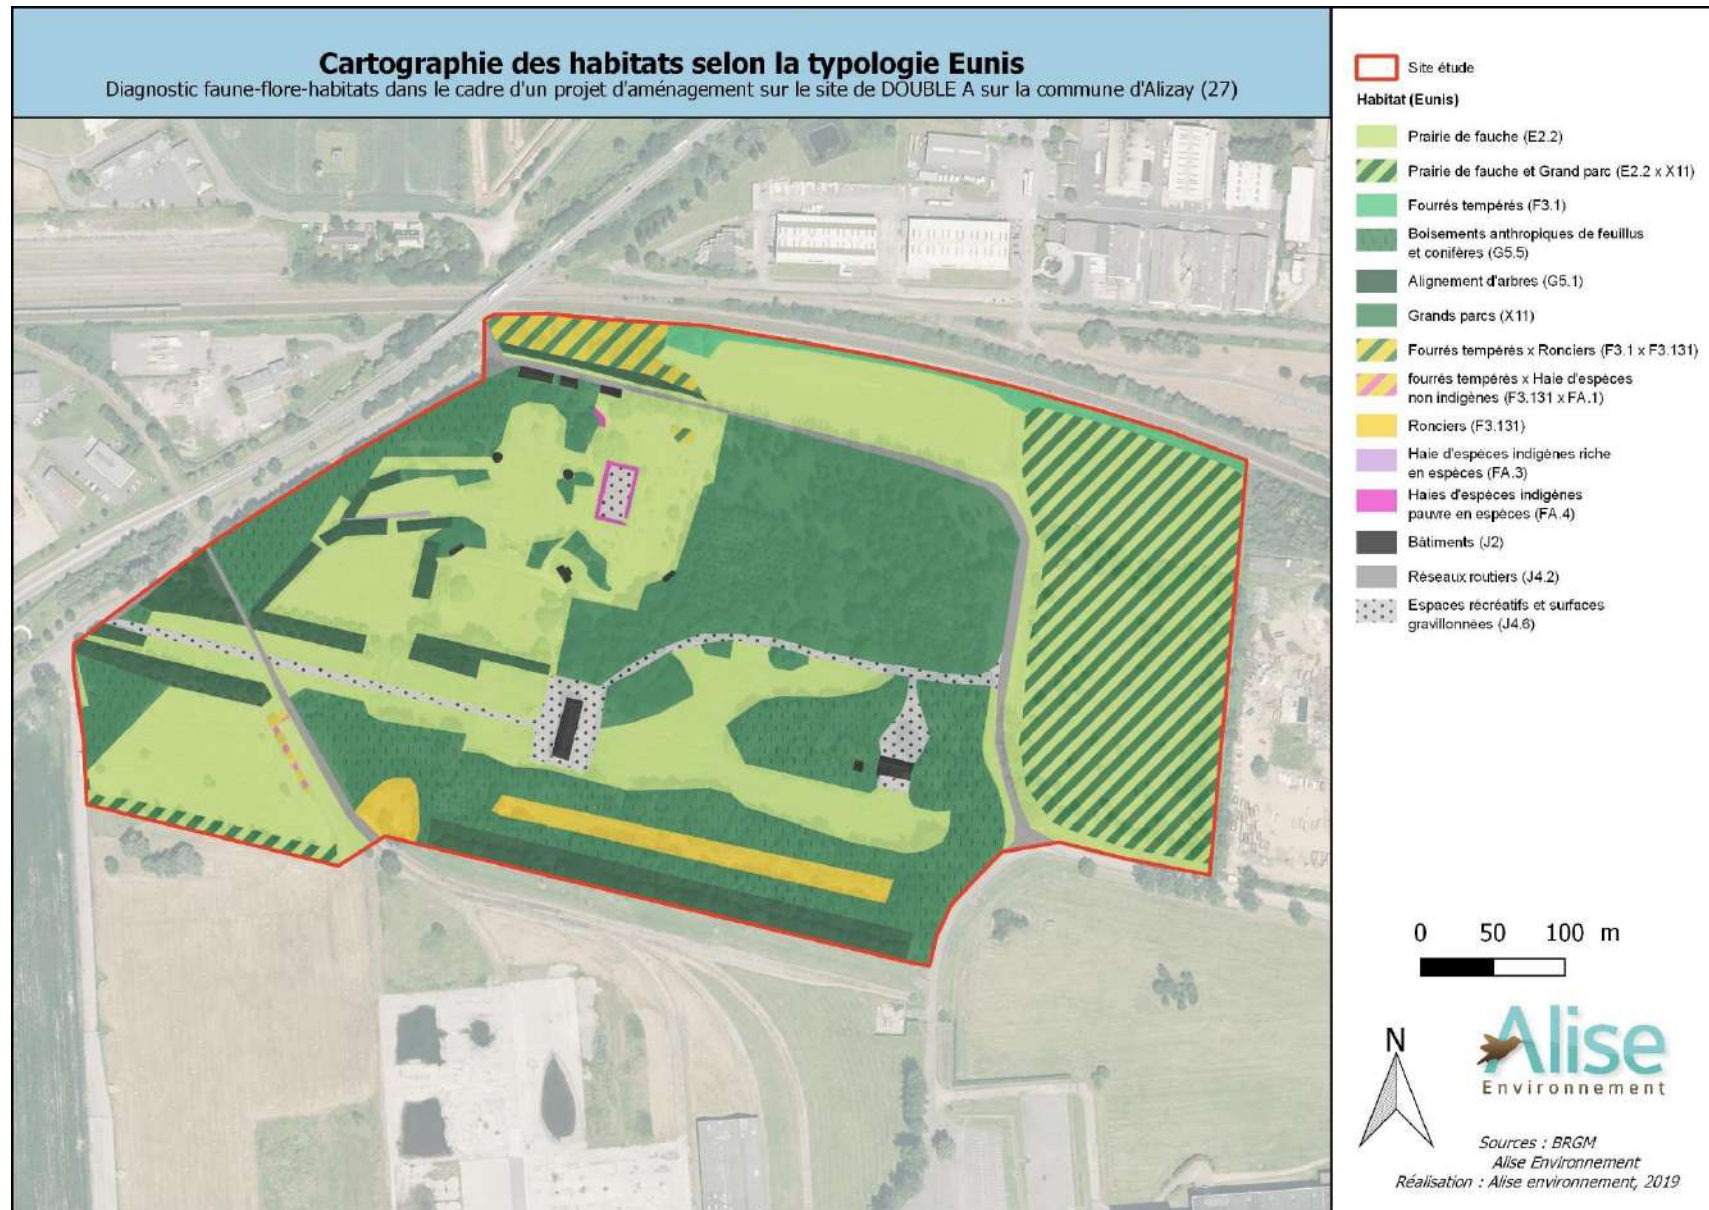 Cartographie des habitats selon la typologie Eunis
Diagnostic faune-flore-habitats dans le cadre d'un projet d'aménagement sur le site de DOUBLE A sur la commune d'Alizay (27)
Site étude
Habitat (Eunis)
Prairie de fauche (E2.2)
Prairie de fauche et Grand parc (E2.2 x X11)
Fourrés tempérés (F3.1)
Boisements anthropiques de feuillus
et conifères (G5.5)
Alignement d'arbres (G5.1)
Grands parcs (X11)
Fourrés tempérés x Ronciers (F3.1 x F3.131)
fourrés tempérés x Haie d'espèces
non indigènes (F3.131 x FA.1)
Ronciers (F3.131)
Haie d'espèces indigènes riche
en espèces (FA.3)
Haies d'espèces indigènes
pauvre en espèces (FA.4)
Bâtiments (J2)
Réseaux routiers (J4.2)
Espaces récréatifs et surfaces
gravillonnées (J4.6)
0 50 100 m
N
Alise
Environnement
Sources : BRGM
Alise Environnement
Réalisation : Alise environnement, 2019